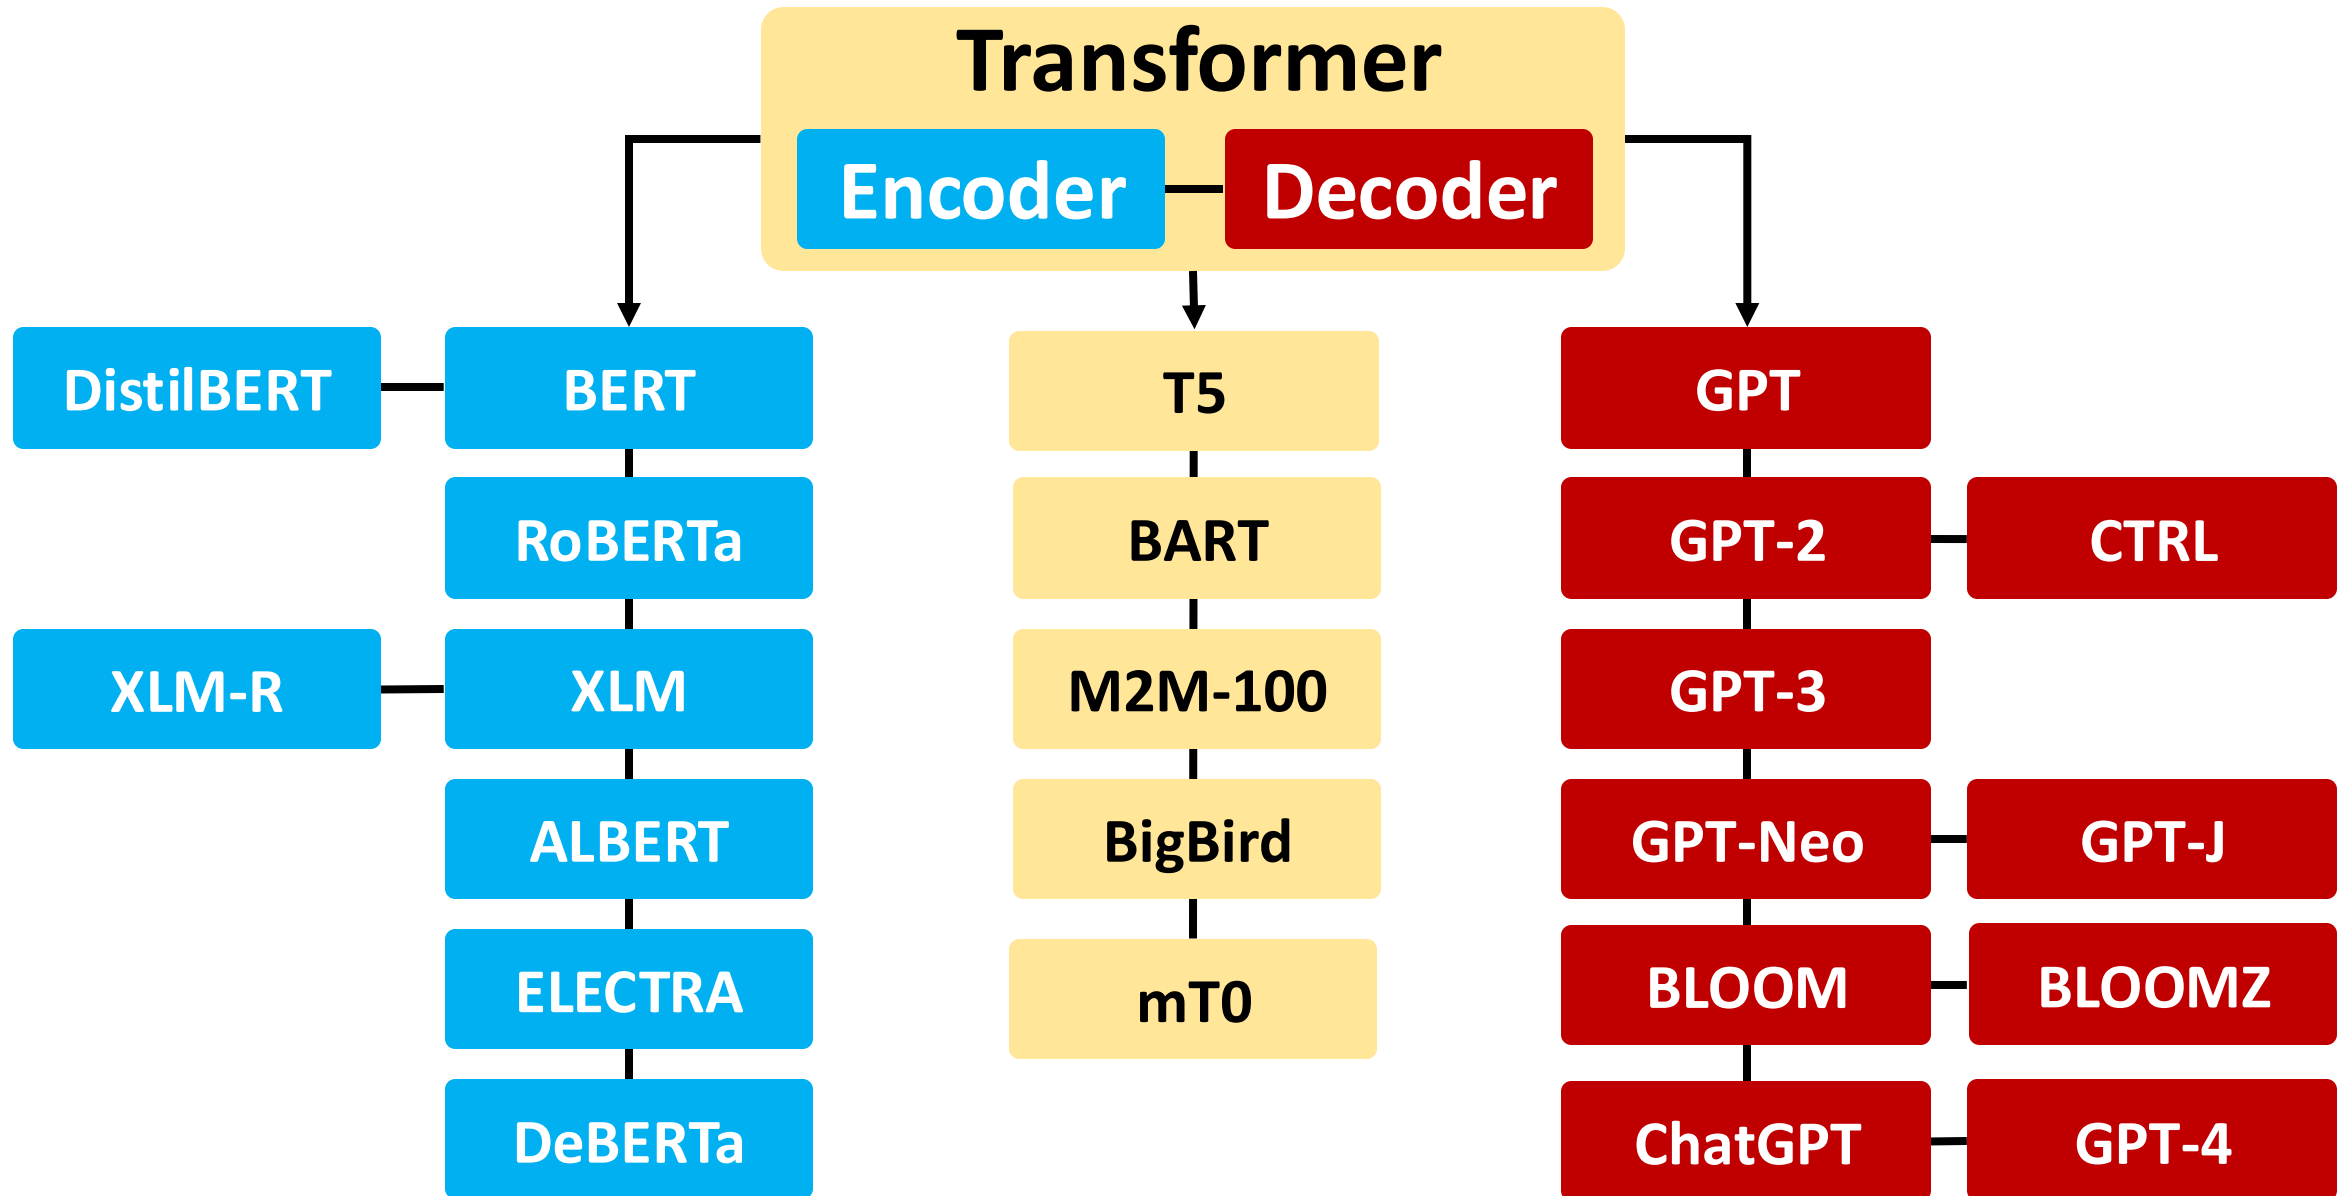 Transformer
Encoder
Decoder
DistilBERT
BERT
T5
GPT
RoBERTa
BART
GPT-2
CTRL
XLM-R
XLM
M2M-100
GPT-3
ALBERT
BigBird
GPT-Neo
GPT-J
ELECTRA
mT0
BLOOM
BLOOMZ
DeBERTa
ChatGPT
GPT-4